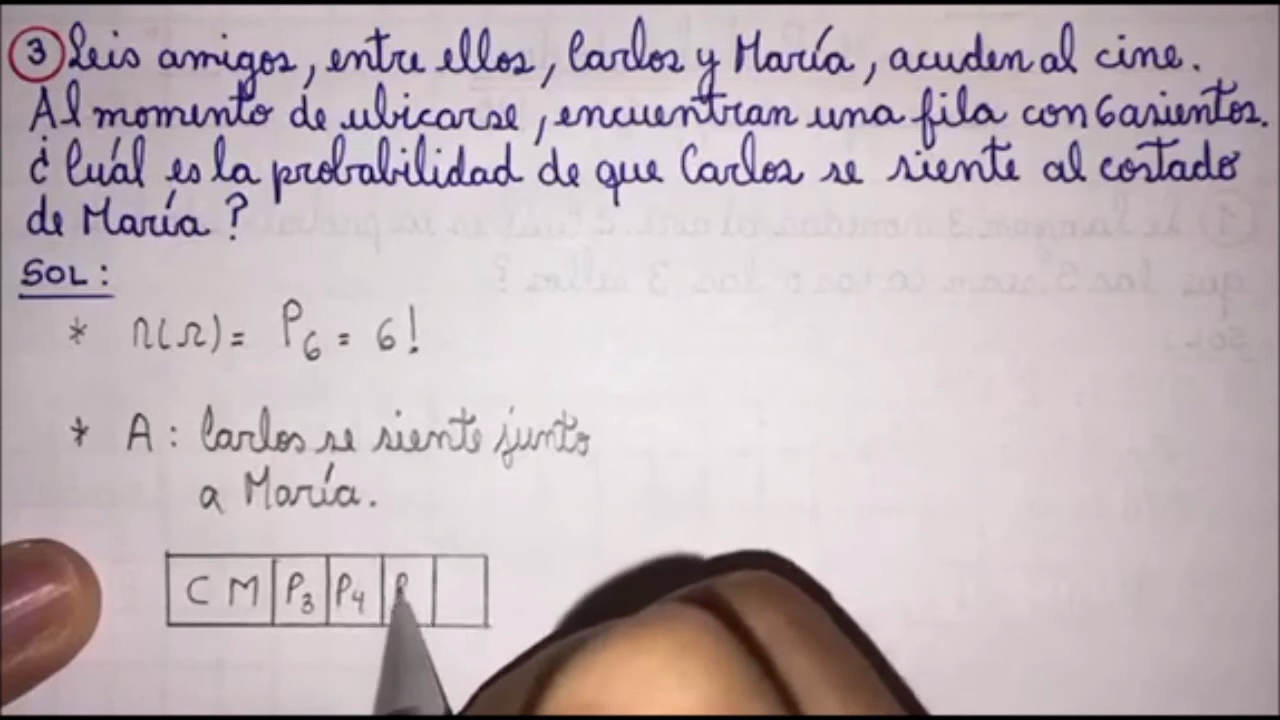 3 Seis amigos, entre ellos, Carlos y María, acuden al cine.
Al momento de ubicarse, encuentran una fila con 6 asientos.
¿Cuál es la probabilidad de que Carlos se siente al costado
de María?
SOL:
* n(Ω) = P6 = 6!
* A: Carlos se siente junto
a María.
C M P3 P4 P